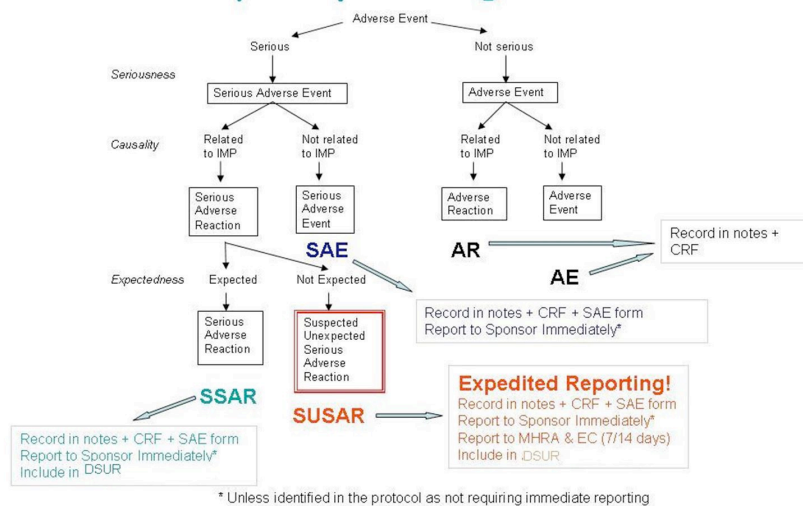 Adverse Event
Serious
Not serious
Seriousness
Serious Adverse Event
Adverse Event
Causality
Related
to IMP
Not related
to IMP
Related
to IMP
Not related
to IMP
Serious
Adverse
Reaction
Serious
Adverse
Event
Adverse
Reaction
Adverse
Event
SAE
AR
AE
Record in notes +
CRF
Expectedness
Expected
Not Expected
Record in notes + CRF + SAE form
Report to Sponsor Immediately*
Serious
Adverse
Reaction
Suspected
Unexpected
Serious
Adverse
Reaction
SSAR
SUSAR
Expedited Reporting!
Record in notes + CRF + SAE form
Report to Sponsor Immediately*
Report to MHRA & EC (7/14 days)
Include in DSUR
Record in notes + CRF + SAE form
Report to Sponsor Immediately*
Include in DSUR
* Unless identified in the protocol as not requiring immediate reporting